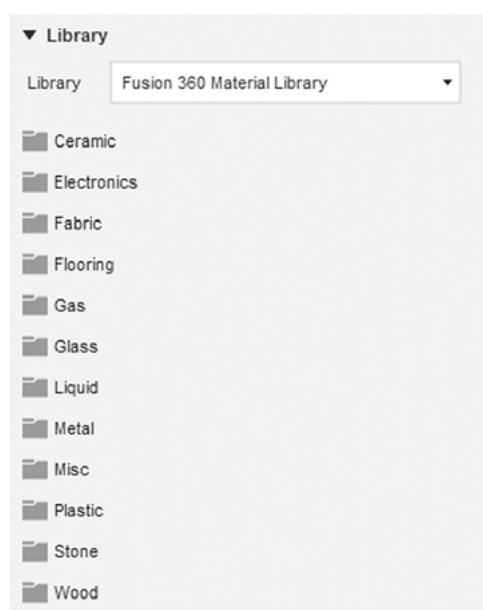 Library
Library Fusion 360 Material Library
Ceramic
Electronics
Fabric
Flooring
Gas
Glass
Liquid
Metal
Misc
Plastic
Stone
Wood